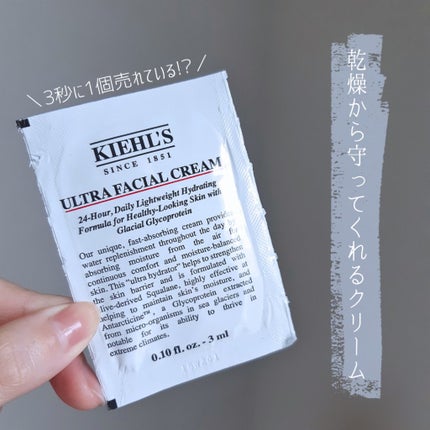 ＼3秒に1個売れている!?／
乾燥から守ってくれるクリーム
KIEHL'S
SINCE 1851
ULTRA FACIAL CREAM
24-Hour, Daily Lightweight Hydrating
Formula for Healthy-Looking Skin with
Glacial Glycoprotein
Our unique, fast-absorbing cream provides
water replenishment throughout the day by
absorbing moisture from the air for
continuous comfort and moisture-balanced
skin. This "ultra hydrator" helps to strengthen
the skin barrier and is formulated with
olive-derived Squalane, highly effective at
helping to maintain skin's moisture, and
Antarcticine™, a Glycoprotein extracted
from micro-organisms in sea glaciers and
notable for its ability to thrive in
extreme climates.
0.10 fl. oz. - 3 ml